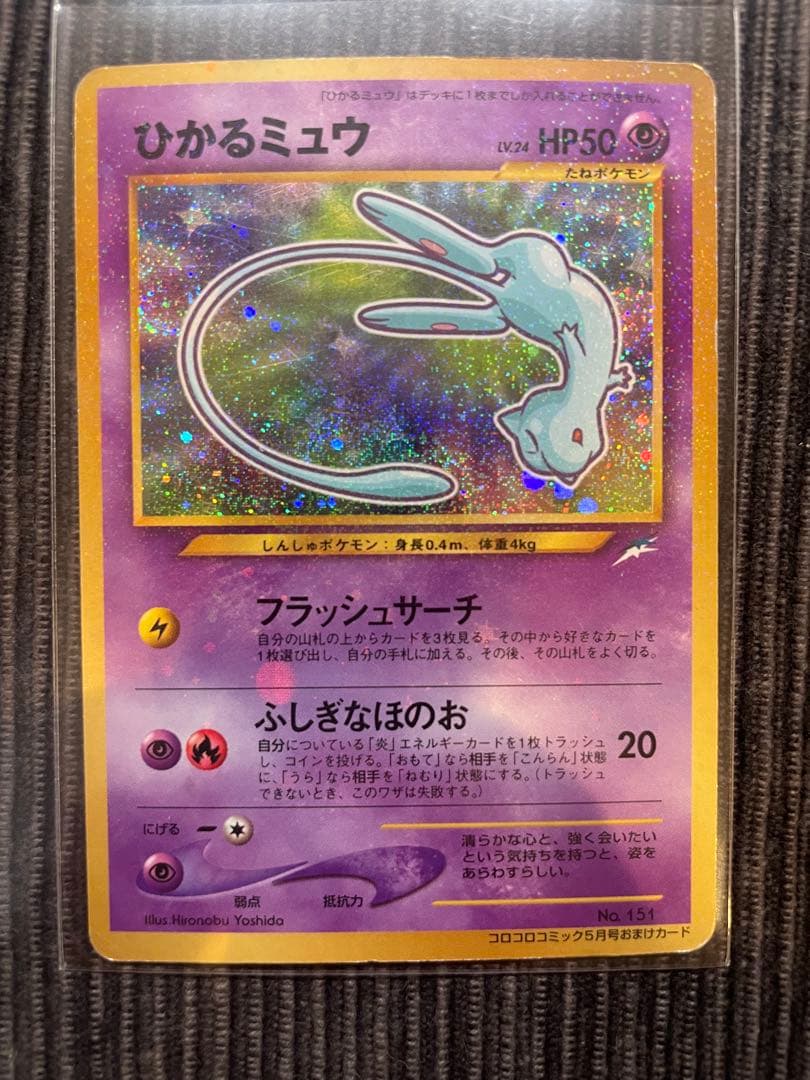 「ひかるミュウ」はデッキに1枚までしか入れることができません。
ひかるミュウ LV.24 HP50
たねポケモン
しんしゅポケモン：身長0.4m、体重4kg
フラッシュサーチ
自分の山札の上からカードを3枚見る。その中から好きなカードを
1枚選び出し、自分の手札に加える。その後、その山札をよく切る。
ふしぎなほのお 20
自分についている「炎」エネルギーカードを1枚トラッシュ
し、コインを投げる。「おもて」なら相手を「こんらん」状態
に、「うら」なら相手を「ねむり」状態にする。（トラッシュ
できないとき、このワザは失敗する。）
にげる
弱点 抵抗力
清らかな心と、強く会いたい
という気持ちを持つと、姿を
あらわすらしい。
Illus.Hironobu Yoshida
No. 151
コロコロコミック5月号おまけカード